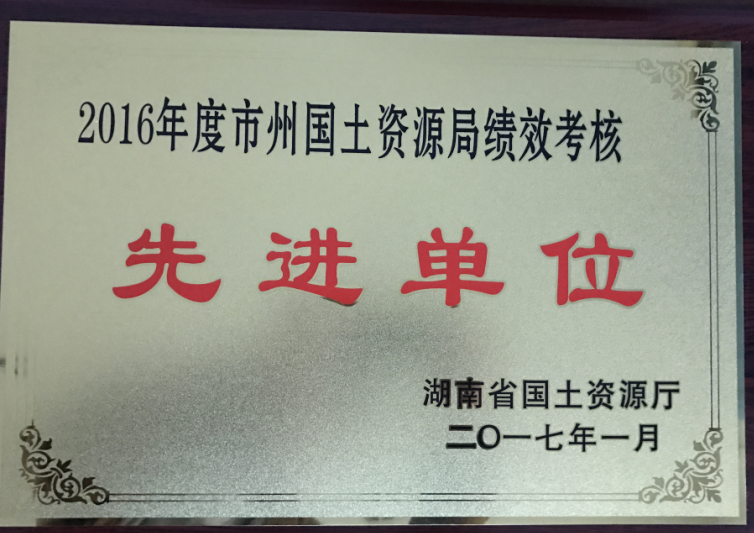 2016年度市州国土资源局绩效考核
先进单位
湖南省国土资源厅
二〇一七年一月